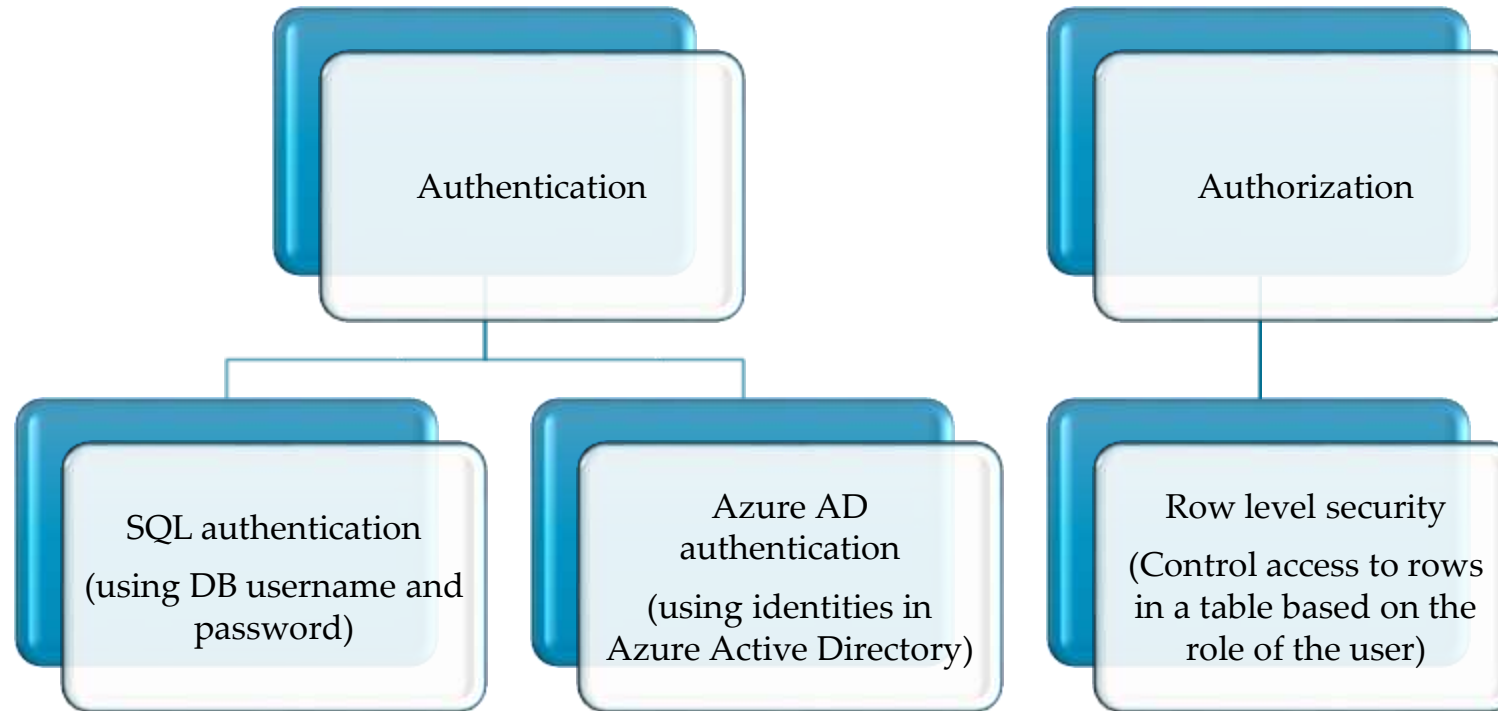 Authentication
Authorization
SQL authentication
(using DB username and
password)
Azure AD
authentication
(using identities in
Azure Active Directory)
Row level security
(Control access to rows
in a table based on the
role of the user)